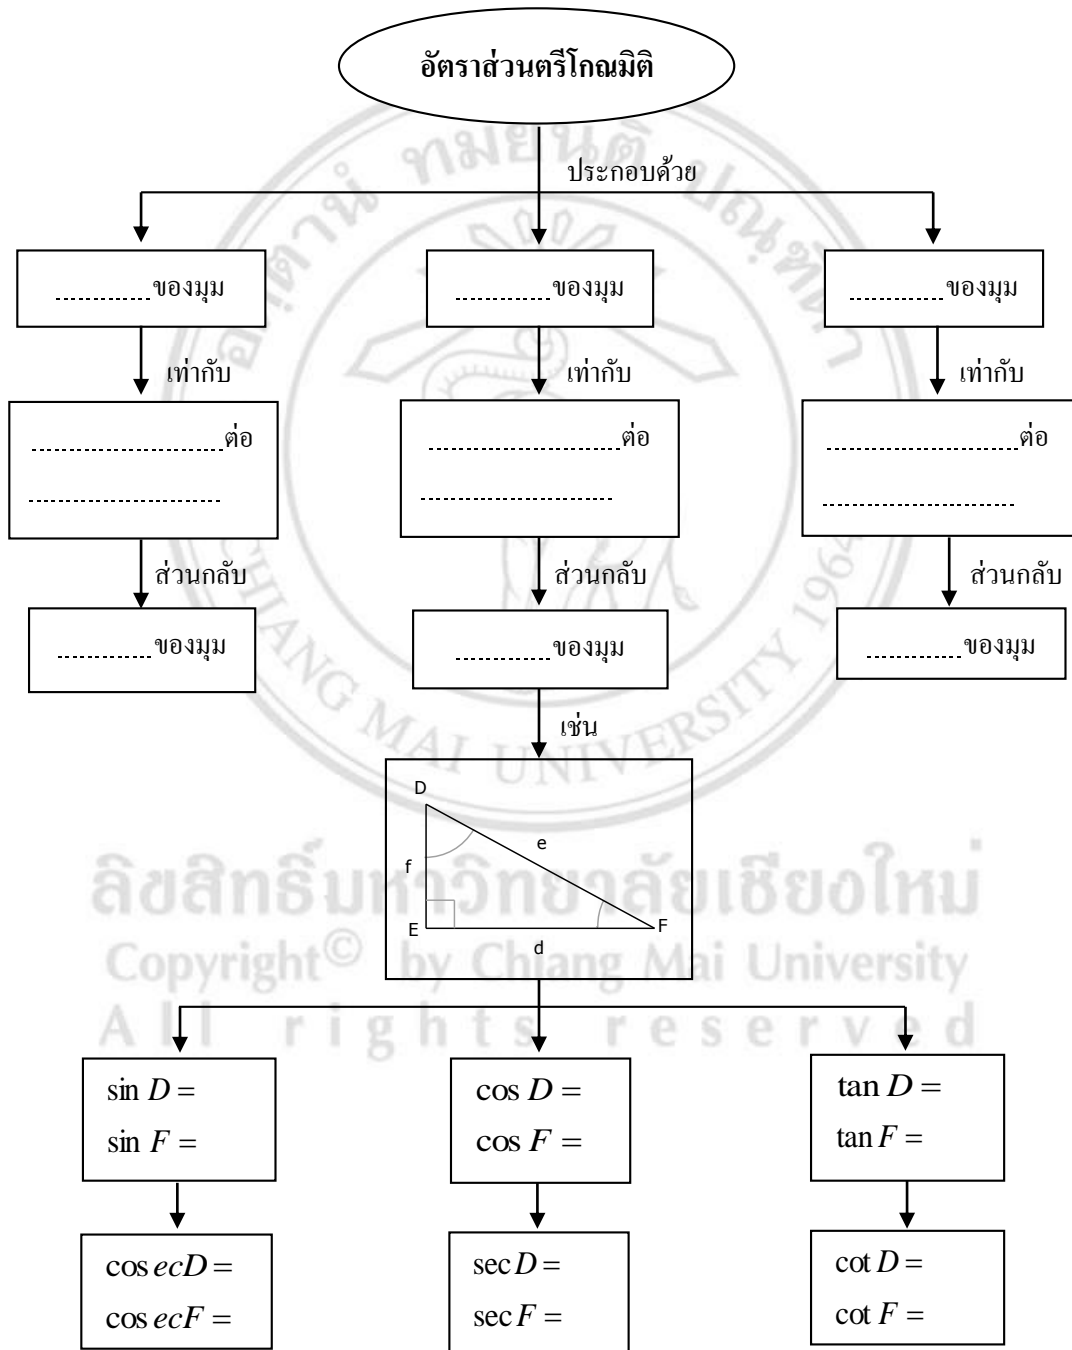 อัตราส่วนตรีโกณมิติ
ประกอบด้วย
............ของมุม
............ของมุม
............ของมุม
เท่ากับ
เท่ากับ
เท่ากับ
........................ต่อ
........................
........................ต่อ
........................
........................ต่อ
........................
ส่วนกลับ
ส่วนกลับ
ส่วนกลับ
............ของมุม
............ของมุม
............ของมุม
เช่น
D
e
f
E
F
d
sin D =
sin F =
cos D =
cos F =
tan D =
tan F =
cos ecD =
cos ecF =
sec D =
sec F =
cot D =
cot F =
CHIANG MAI UNIVERSITY 1964
ลิขสิทธิ์มหาวิทยาลัยเชียงใหม่
Copyright© by Chiang Mai University
All rights reserved